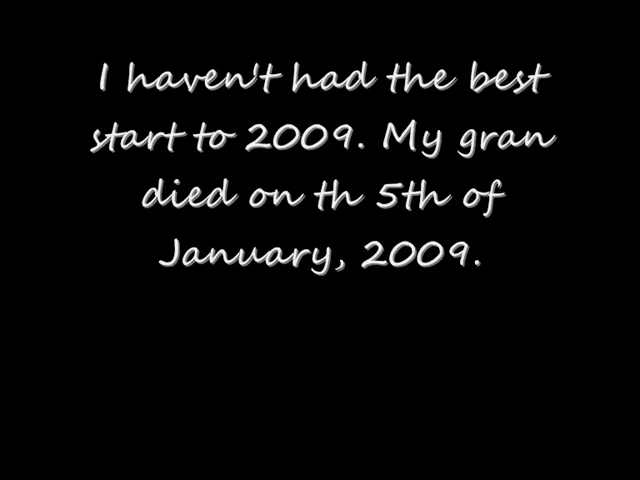 I haven't had the best
start to 2009. My gran
died on th 5th of
January, 2009.